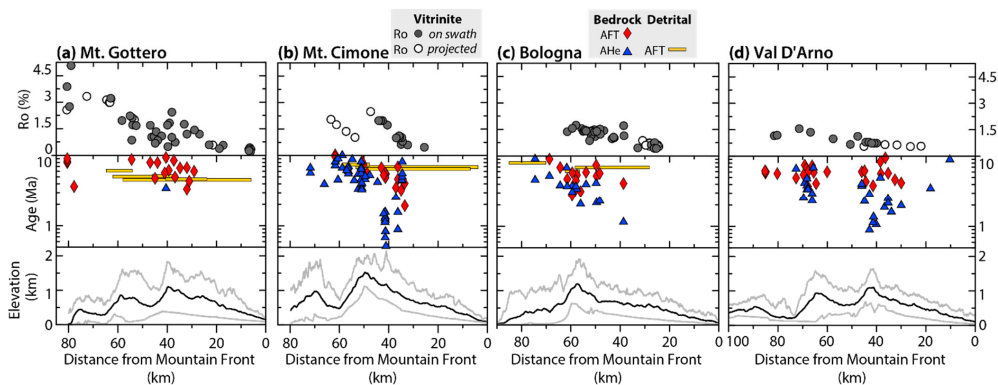 Vitrinite
Ro on swath
Ro projected
Bedrock Detrital
AFT
AHe AFT
(a) Mt. Gottero
(b) Mt. Cimone
(c) Bologna
(d) Val D'Arno
4.5
3
1.5
0
Ro (%)
4.5
3
1.5
10
1
Age (Ma)
10
1
2
1
0
Elevation
(km)
2
1
0
80 60 40 20 0
80 60 40 20 0
80 60 40 20 0
100 80 60 40 20 0
Distance from Mountain Front
(km)
Distance from Mountain Front
(km)
Distance from Mountain Front
(km)
Distance from Mountain Front
(km)